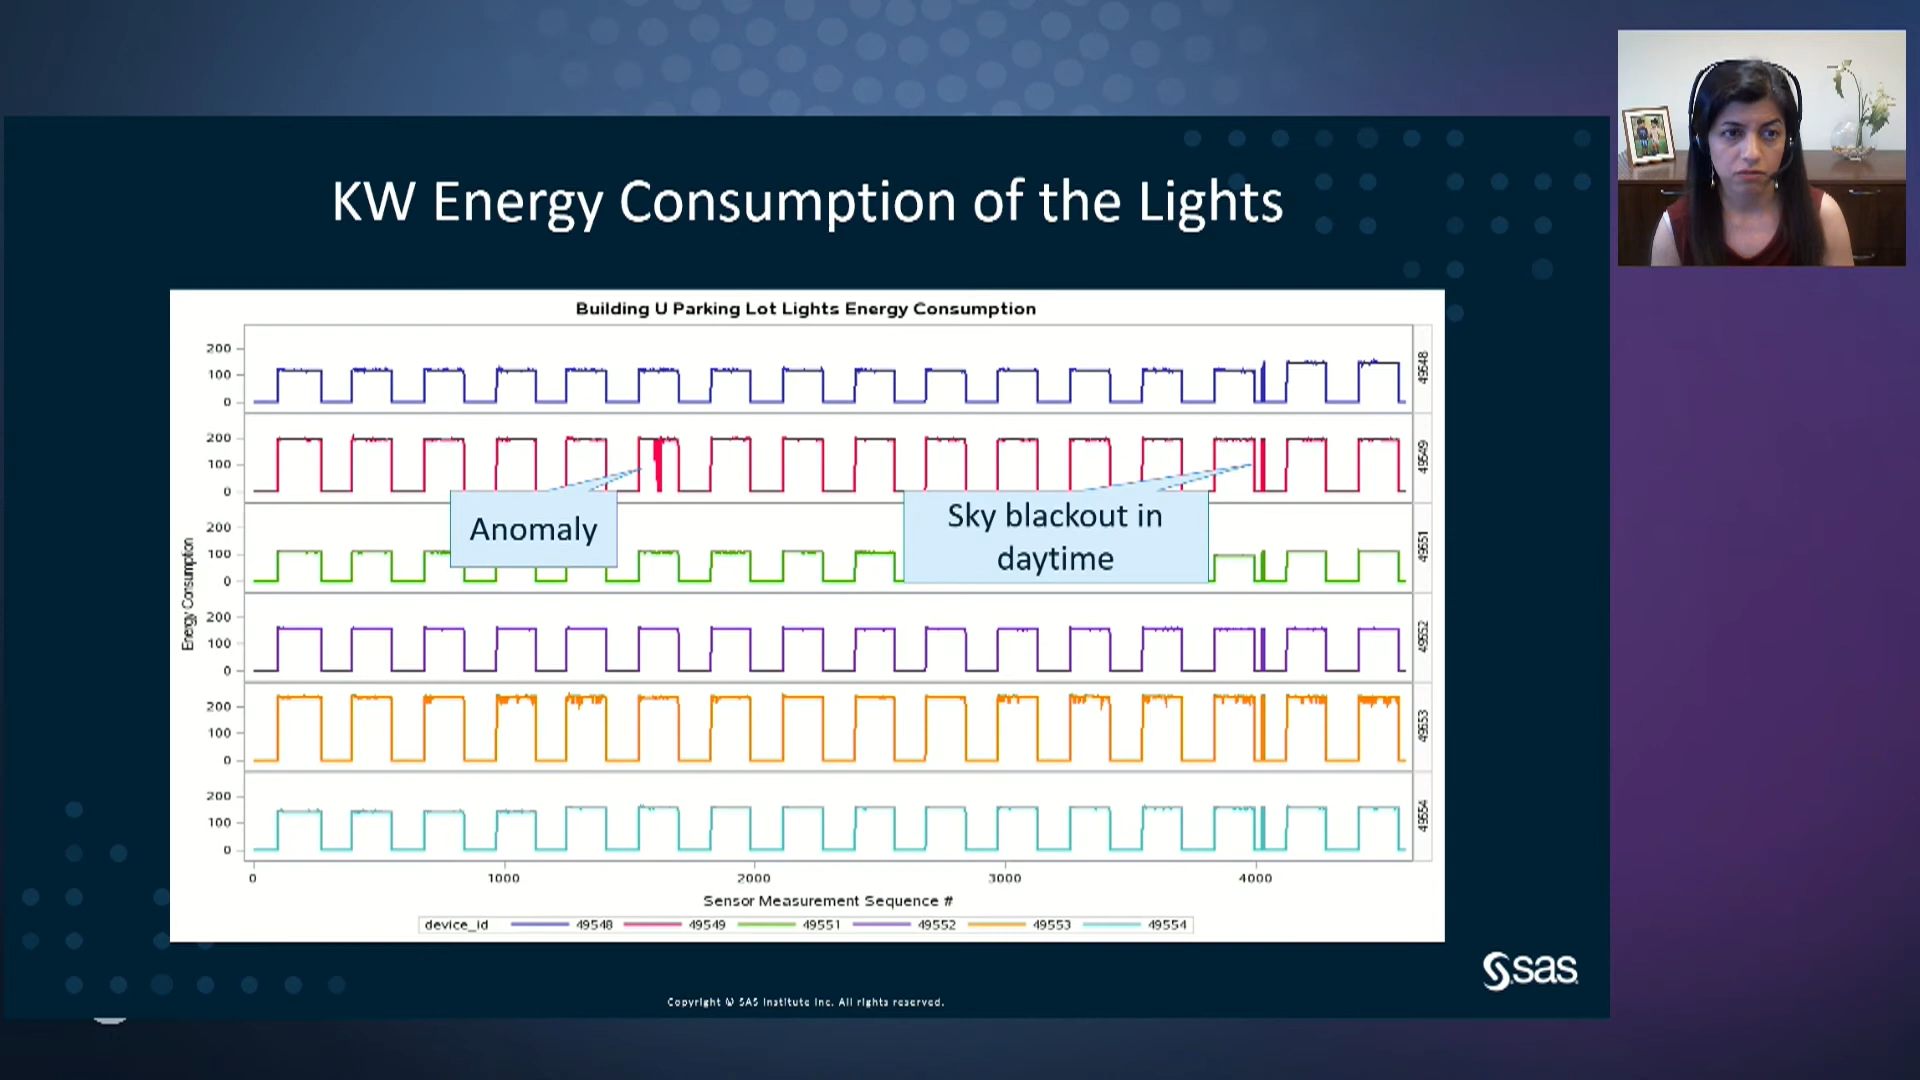 KW Energy Consumption of the Lights
Building U Parking Lot Lights Energy Consumption
200
100
0
49548
200
100
0
49549
Anomaly
Sky blackout in
daytime
200
100
0
49551
Energy Consumption
200
100
0
49552
200
100
0
49553
200
100
0
49554
0 1000 2000 3000 4000
Sensor Measurement Sequence #
device_id 49548 49549 49551 49552 49553 49554
sas
Copyright © SAS Institute Inc. All rights reserved.